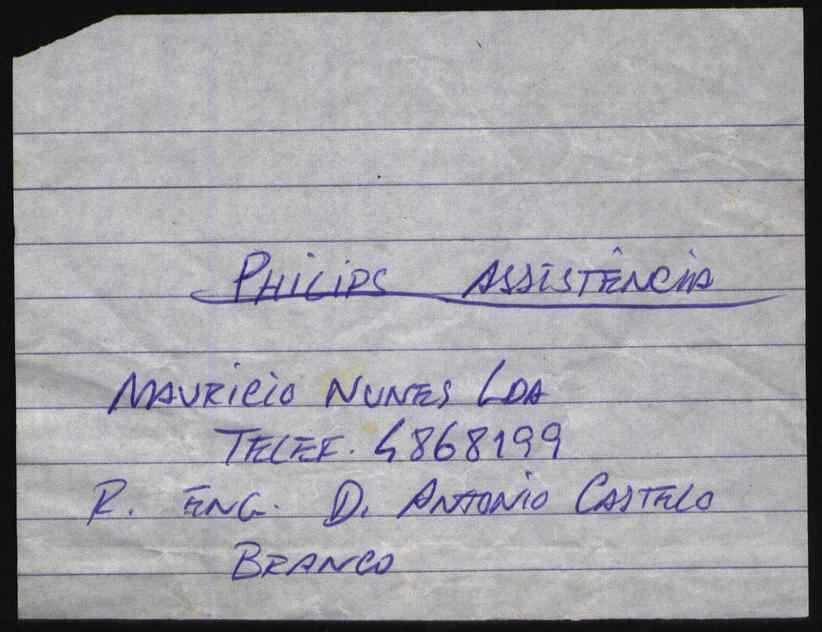 PHILIPS ASSISTÊNCIA
MAURICIO NUNES LDA
TELEF. 4868199
R. ENG. D. ANTONIO CASTELO
BRANCO